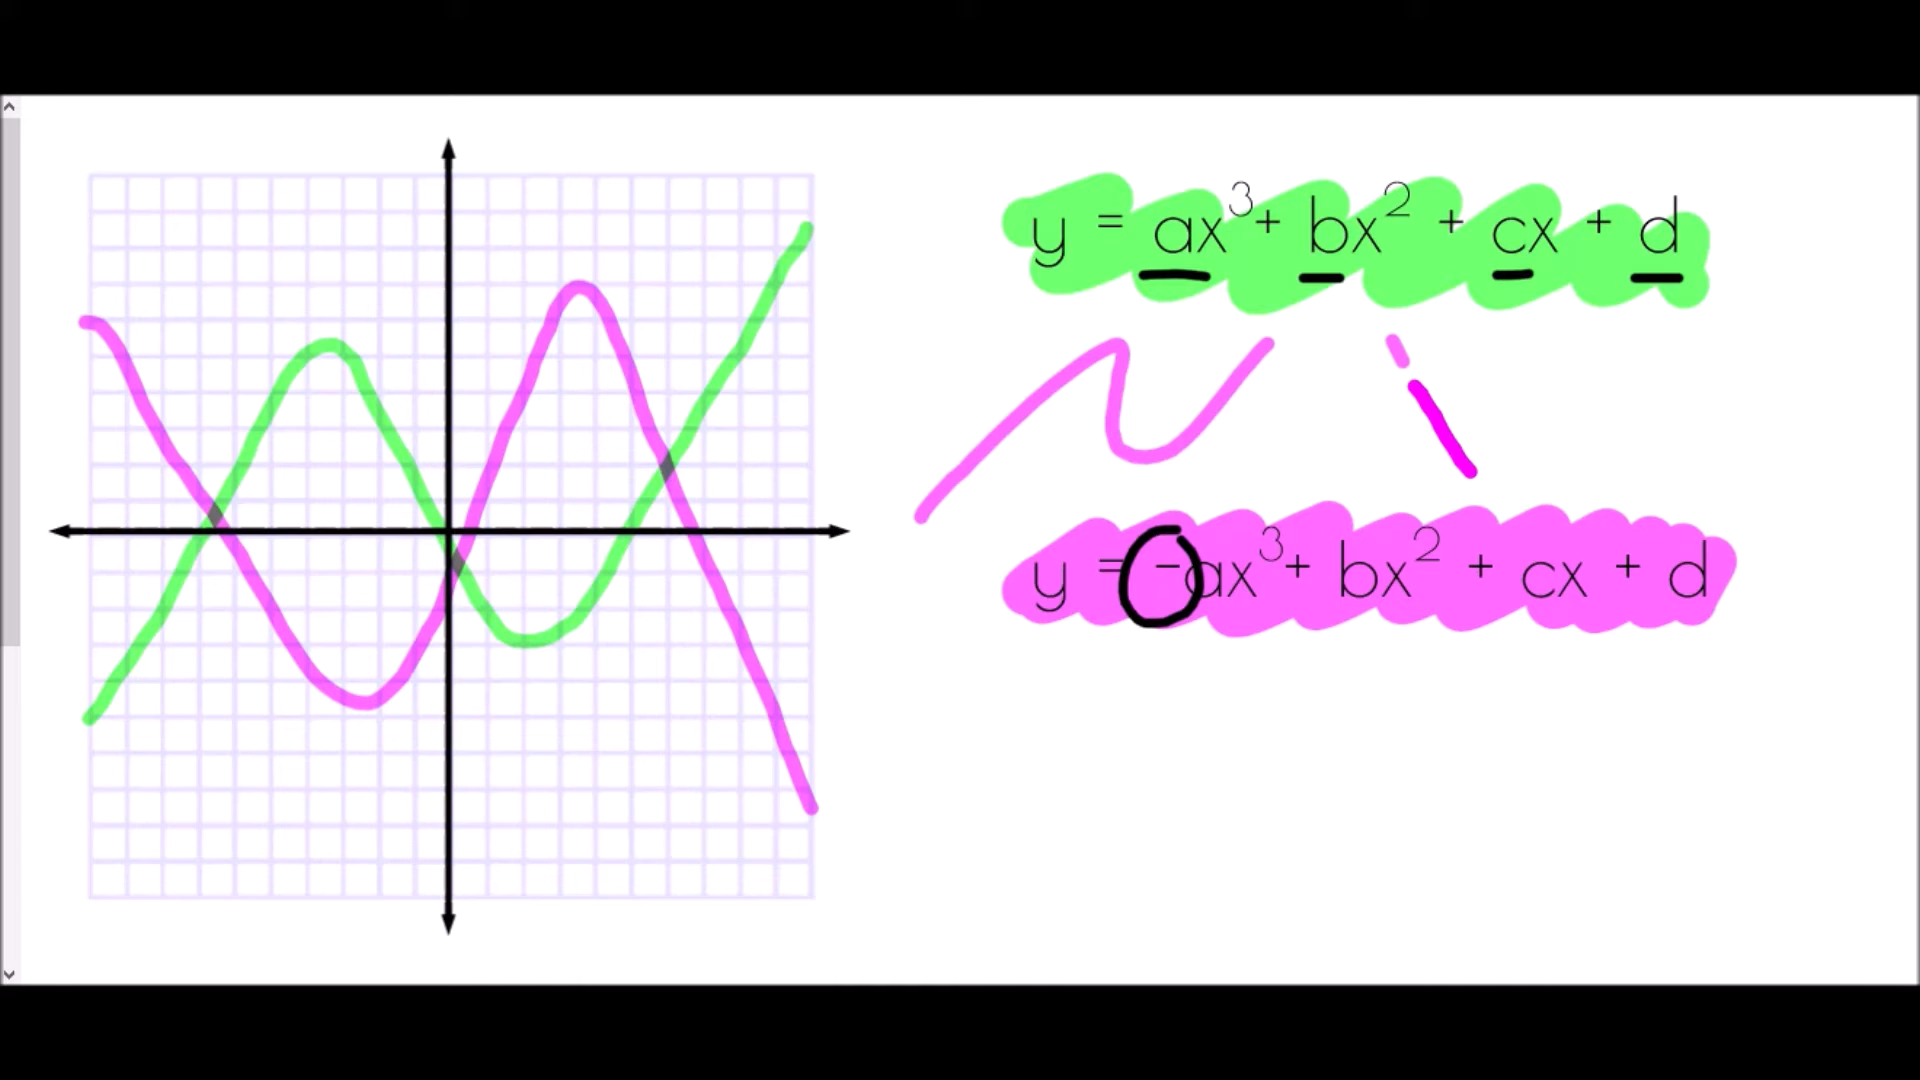 y = ax³ + bx² + cx + d
y = -ax³ + bx² + cx + d